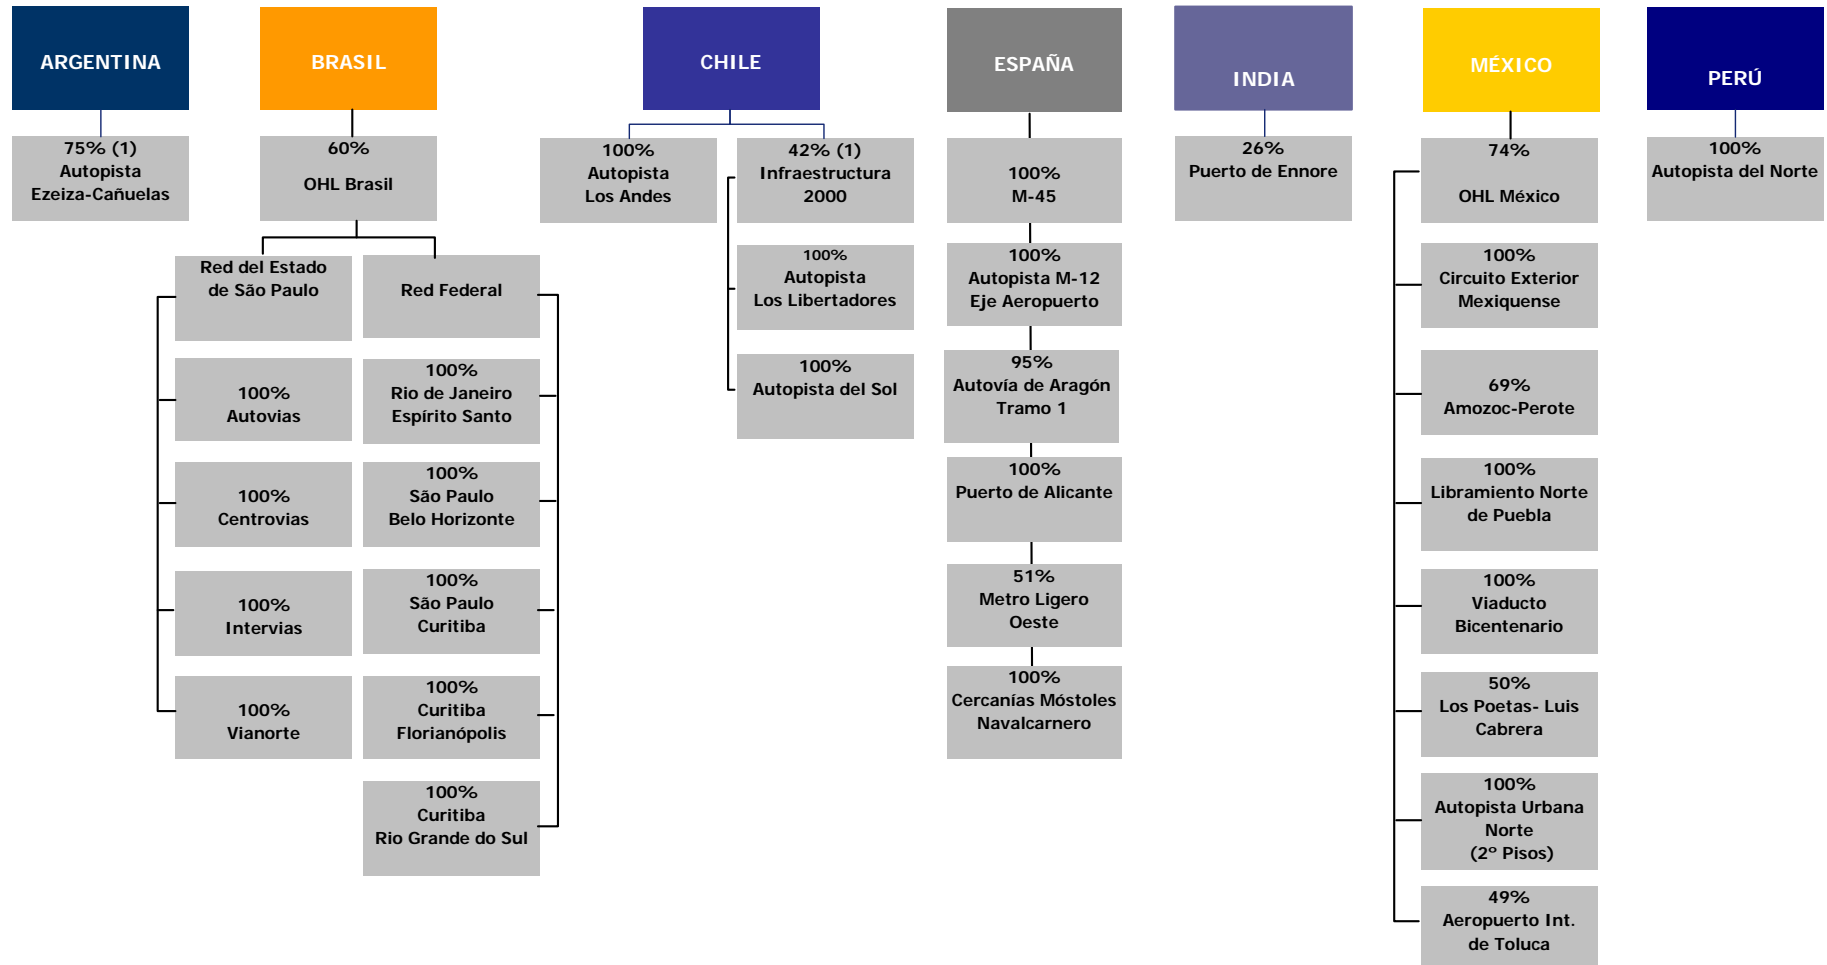 ARGENTINA
75% (1)
Autopista
Ezeiza-Cañuelas
BRASIL
60%
OHL Brasil
Red del Estado
de São Paulo
100%
Autovias
100%
Centrovias
100%
Intervias
100%
Vianorte
Red Federal
100%
Rio de Janeiro
Espírito Santo
100%
São Paulo
Belo Horizonte
100%
São Paulo
Curitiba
100%
Curitiba
Florianópolis
100%
Curitiba
Rio Grande do Sul
CHILE
100%
Autopista
Los Andes
42% (1)
Infraestructura
2000
100%
Autopista
Los Libertadores
100%
Autopista del Sol
ESPAÑA
100%
M-45
100%
Autopista M-12
Eje Aeropuerto
95%
Autovía de Aragón
Tramo 1
100%
Puerto de Alicante
51%
Metro Ligero
Oeste
100%
Cercanías Móstoles
Navalcarnero
INDIA
26%
Puerto de Ennore
MÉXICO
74%
OHL México
100%
Circuito Exterior
Mexiquense
69%
Amozoc-Perote
100%
Libramiento Norte
de Puebla
100%
Viaducto
Bicentenario
50%
Los Poetas- Luis
Cabrera
100%
Autopista Urbana
Norte
(2º Pisos)
49%
Aeropuerto Int.
de Toluca
PERÚ
100%
Autopista del Norte